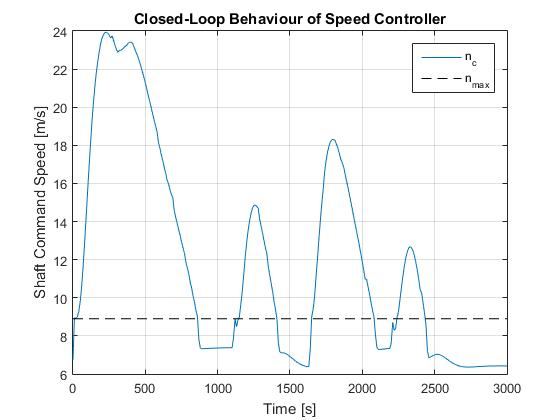 Closed-Loop Behaviour of Speed Controller
24
22
20
18
16
14
12
10
8
6
Shaft Command Speed [m/s]
n_c
n_max
0 500 1000 1500 2000 2500 3000
Time [s]